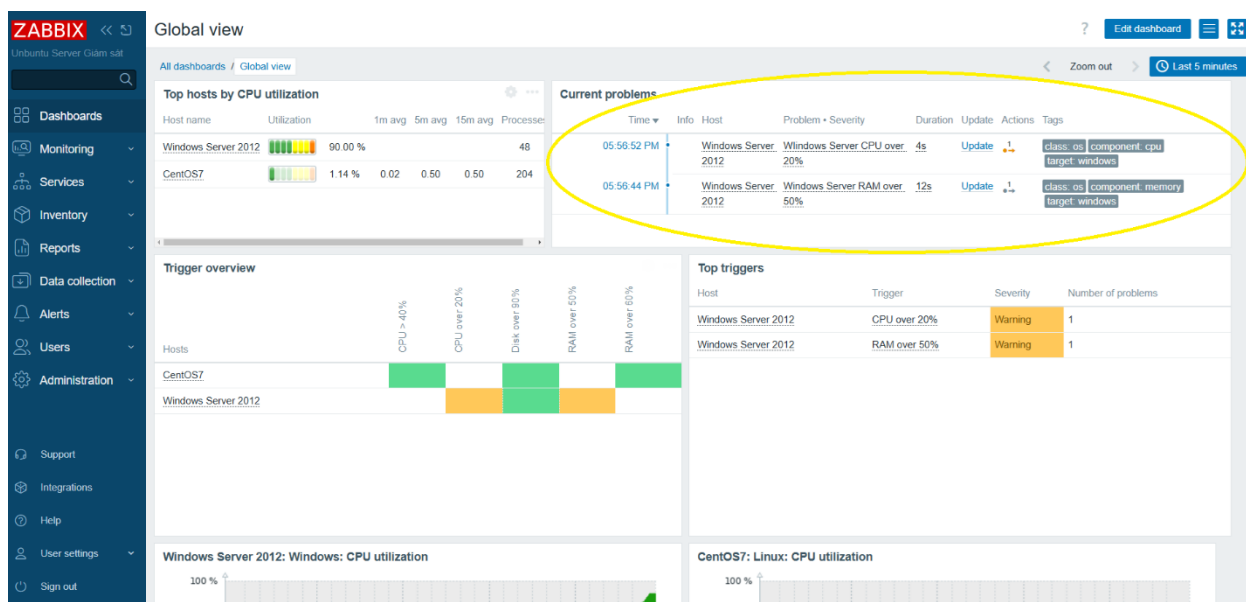 ZABBIX
Unbuntu Server Giám sát
Dashboards
Monitoring
Services
Inventory
Reports
Data collection
Alerts
Users
Administration
Support
Integrations
Help
User settings
Sign out
Global view
? Edit dashboard
All dashboards / Global view
Zoom out Last 5 minutes
Top hosts by CPU utilization
Host name Utilization 1m avg 5m avg 15m avg Processes
Windows Server 2012 90.00 % 48
CentOS7 1.14 % 0.02 0.50 0.50 204
Current problems
Time Info Host Problem • Severity Duration Update Actions Tags
05:56:52 PM Windows Server WIindows Server CPU over 4s Update 1 class: os component: cpu
2012 20% target: windows
05:56:44 PM Windows Server Windows Server RAM over 12s Update 1 class: os component: memory
2012 50% target: windows
Trigger overview
Hosts CPU > 40% CPU over 20% Disk over 90% RAM over 50% RAM over 60%
CentOS7
Windows Server 2012
Top triggers
Host Trigger Severity Number of problems
Windows Server 2012 CPU over 20% Warning 1
Windows Server 2012 RAM over 50% Warning 1
Windows Server 2012: Windows: CPU utilization
100 %
CentOS7: Linux: CPU utilization
100 %